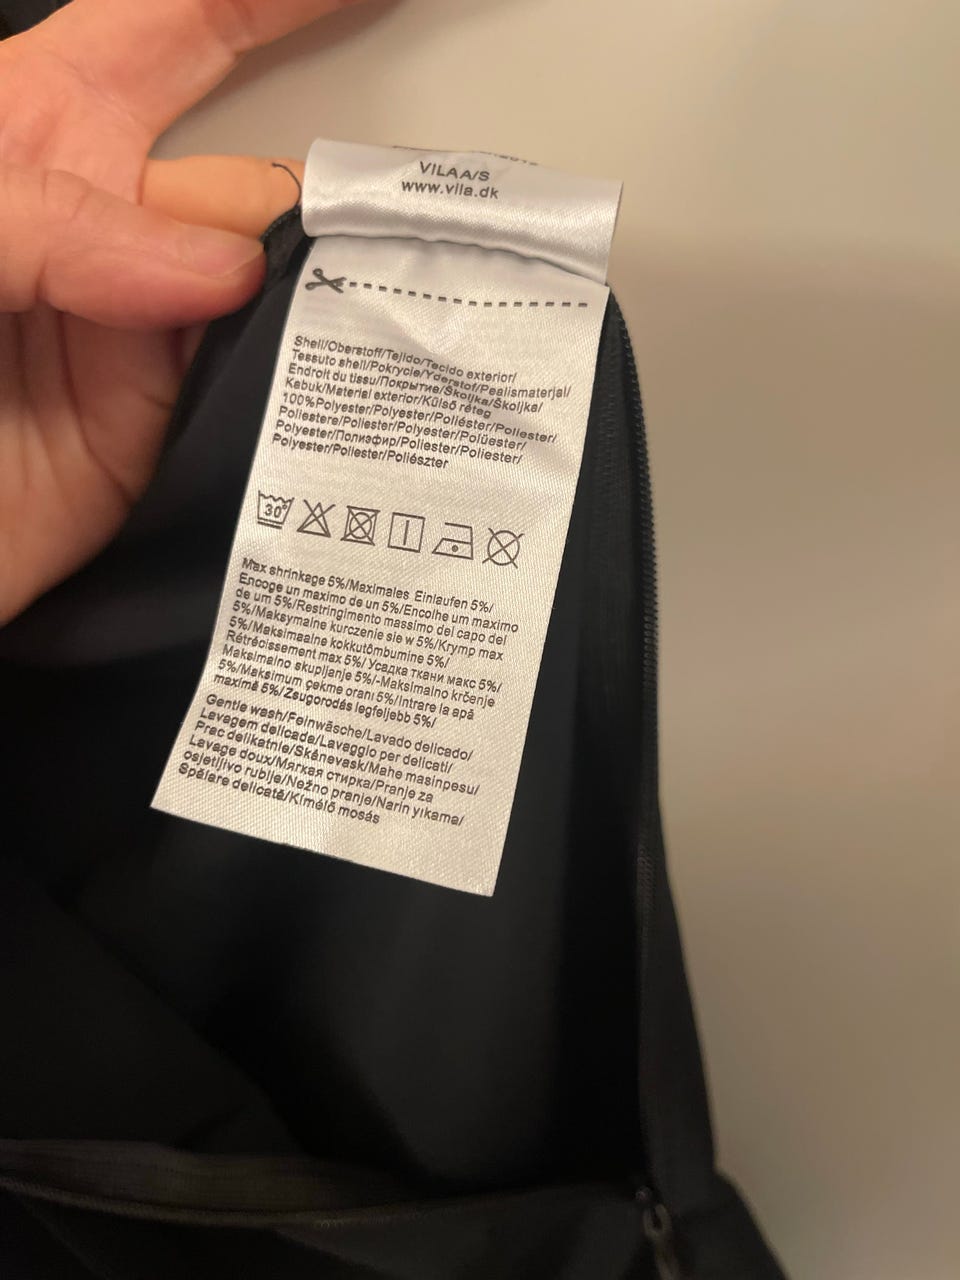 VILA A/S
www.vila.dk
Shell/Oberstoff/Tejido/Tecido exterior/
Tessuto shell/Pokrycie/Yderstof/Pealismaterjal/
Endroit du tissu/Покрытие/Školjka/Školjka/
Kabuk/Material exterior/Külső réteg
100%Polyester/Polyester/Poliéster/Poliester/
Poliestere/Poliester/Polyester/Polüester/
Polyester/Полиэфир/Poliester/Poliester/
Polyester/Poliester/Poliészter
30°
Max shrinkage 5%/Maximales Einlaufen 5%/
Encoge un maximo de un 5%/Encolhe um maximo
de um 5%/Restringimento massimo del capo del
5%/Maksymalne kurczenie sie w 5%/Krymp max
5%/Maksimaalne kokkutõmbumine 5%/
Rétrécissement max 5%/Усадка ткани макс 5%/
Maksimalno skupljanje 5%/-Maksimalno krčenje
5%/Maksimum çekme oranı 5%/Intrare la apă
maximă 5%/Zsugorodás legfeljebb 5%/
Gentle wash/Feinwäsche/Lavado delicado/
Lavagem delicada/Lavaggio per delicati/
Prac delikatnie/Skånevask/Mahe masinpesu/
Lavage doux/Мягкая стирка/Pranje za
osjetljivo rublje/Nežno pranje/Narin yıkama/
Spălare delicată/Kímélő mosás